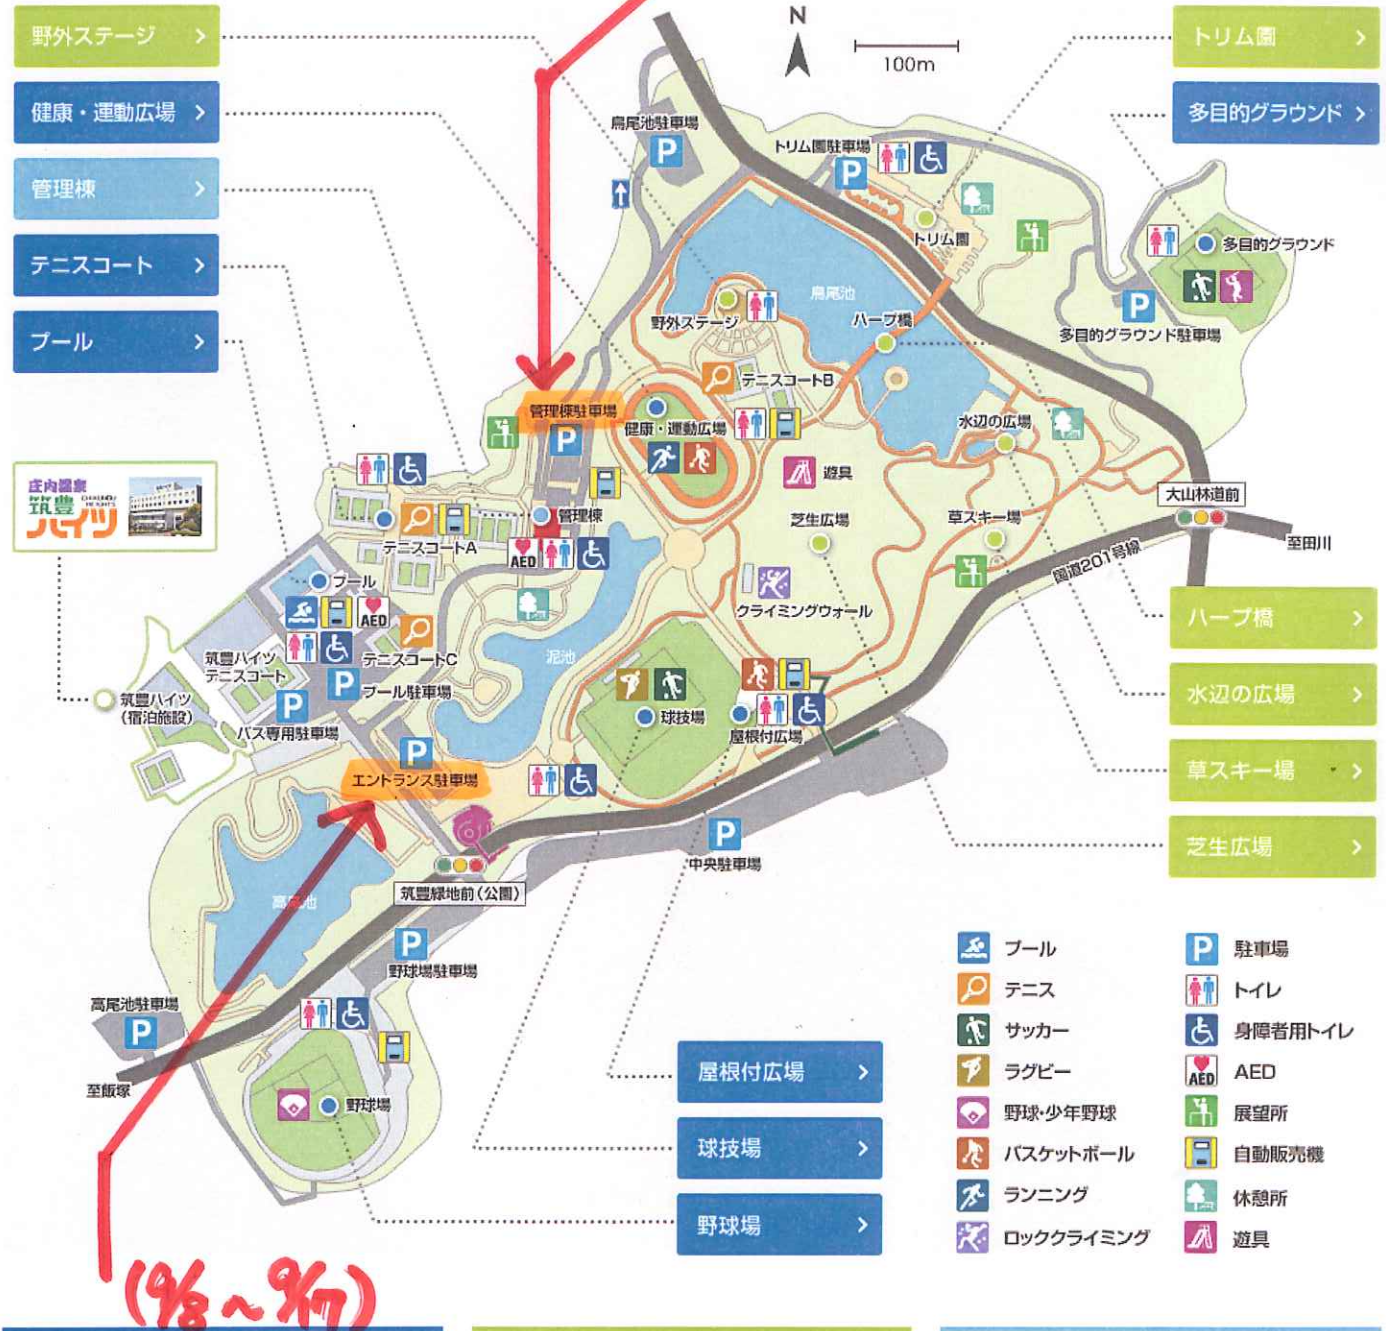 野外ステージ
健康・運動広場
管理棟
テニスコート
プール
N
100m
トリム園
多目的グラウンド
鳥尾池駐車場
P
トリム園駐車場
P
トリム園
多目的グラウンド
P
多目的グラウンド駐車場
鳥尾池
野外ステージ
ハープ橋
テニスコートB
管理棟駐車場
P
健康・運動広場
水辺の広場
遊具
大山林道前
至田川
国道201号線
芝生広場
草スキー場
管理棟
テニスコートA
AED
庄内温泉
筑豊
ハイツ
プール
AED
クライミングウォール
筑豊ハイツ
テニスコート
テニスコートC
P
プール駐車場
泥池
筑豊ハイツ
(宿泊施設)
P
バス専用駐車場
球技場
屋根付広場
P
エントランス駐車場
P
中央駐車場
筑豊緑地前(公園)
高尾池
P
野球場駐車場
高尾池駐車場
P
至飯塚
野球場
ハープ橋
水辺の広場
草スキー場
芝生広場
屋根付広場
球技場
野球場
プール
テニス
サッカー
ラグビー
野球・少年野球
バスケットボール
ランニング
ロッククライミング
P 駐車場
トイレ
身障者用トイレ
AED AED
展望所
自動販売機
休憩所
遊具
(9/8~9/17)